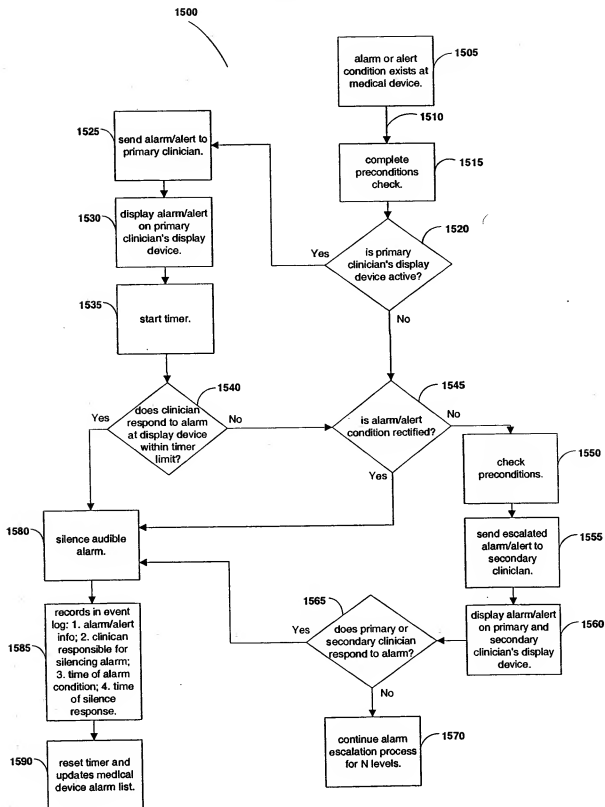 1500
alarm or alert
condition exists at
medical device.
1505
1510
complete
preconditions
check.
1515
1520
is primary
clinician's display
device active?
Yes
No
1525
send alarm/alert to
primary clinician.
1530
display alarm/alert
on primary
clinician's display
device.
1535
start timer.
1540
does clinician
respond to alarm
at display device
within timer
limit?
Yes
No
1545
is alarm/alert
condition rectified?
No
Yes
1550
check
preconditions.
send escalated
alarm/alert to
secondary
cliniclan.
1555
display alarm/alert
on primary and
secondary
clinician's display
device.
1560
1565
does primary or
secondary clinician
respond to alarm?
Yes
No
continue alarm
escalation process
for N levels.
1570
1580
silence audible
alarm.
1585
records in event
log: 1. alarm/alert
info; 2. clinican
responsible for
silencing alarm;
3. time of alarm
condition; 4. time
of silence
response.
1590
reset timer and
updates medical
device alarm list.